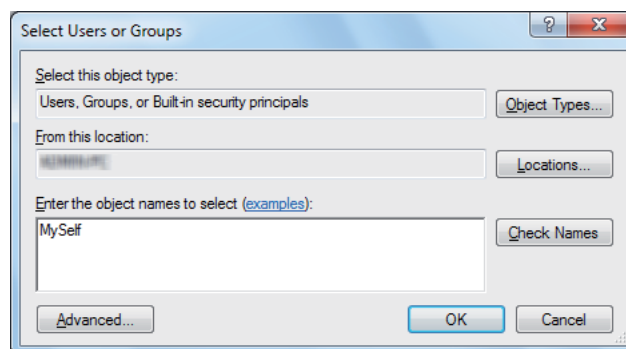 Select Users or Groups
Select this object type:
Users, Groups, or Built-in security principals
Object Types...
From this location:
Locations...
Enter the object names to select (examples):
MySelf
Check Names
Advanced...
OK
Cancel